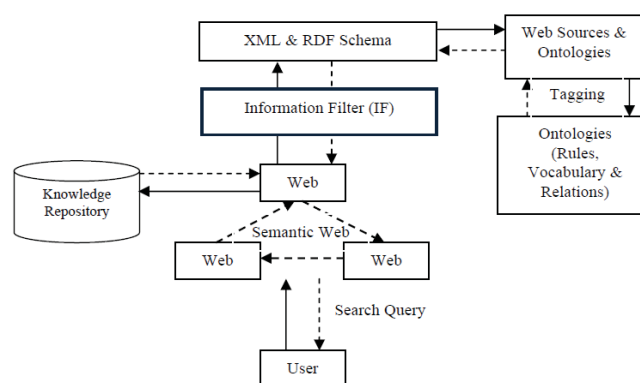 XML & RDF Schema
Web Sources &
Ontologies
Information Filter (IF)
Tagging
Ontologies
(Rules,
Vocabulary &
Relations)
Knowledge
Repository
Web
Semantic Web
Web
Web
Search Query
User